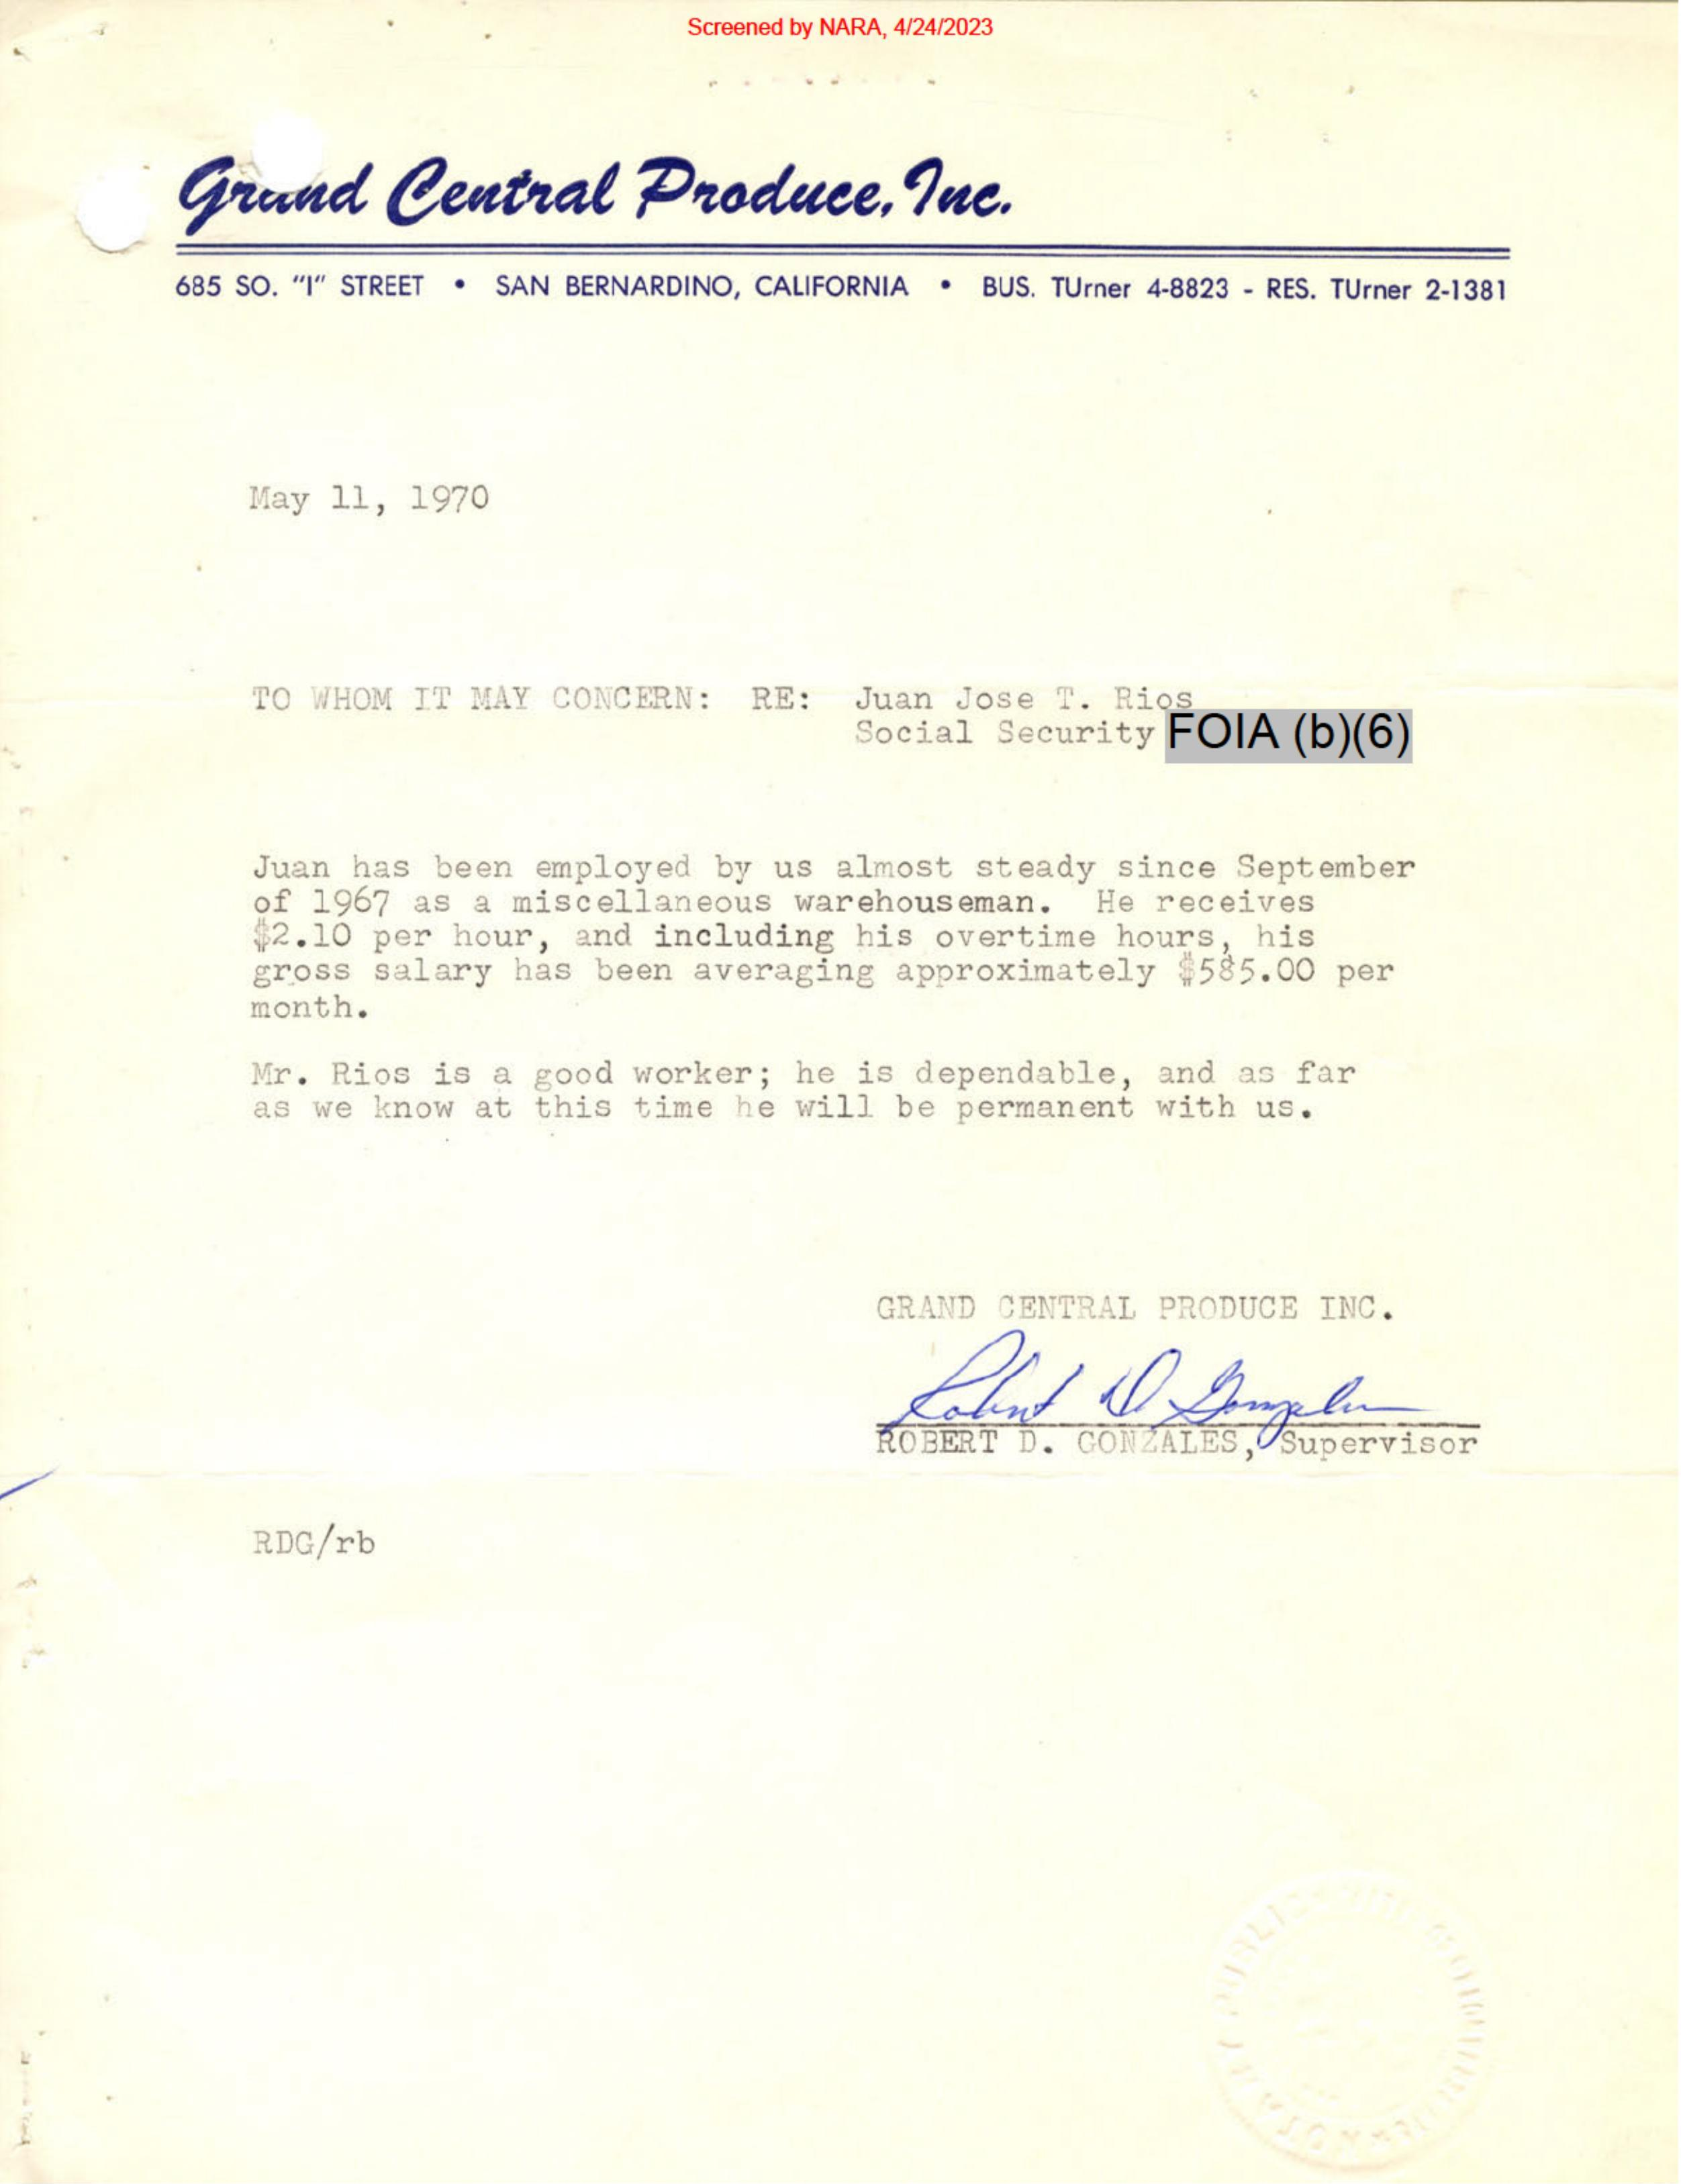 Screened by NARA, 4/24/2023
Grand Central Produce, Inc.
685 SO. "I" STREET • SAN BERNARDINO, CALIFORNIA • BUS. TUrner 4-8823 - RES. TUrner 2-1381
May 11, 1970
TO WHOM IT MAY CONCERN: RE: Juan Jose T. Rios
Social Security FOIA (b)(6)
Juan has been employed by us almost steady since September
of 1967 as a miscellaneous warehouseman. He receives
$2.10 per hour, and including his overtime hours, his
gross salary has been averaging approximately $585.00 per
month.
Mr. Rios is a good worker; he is dependable, and as far
as we know at this time he will be permanent with us.
GRAND CENTRAL PRODUCE INC.
Robert D Gonzales
ROBERT D. GONZALES, Supervisor
RDG/rb